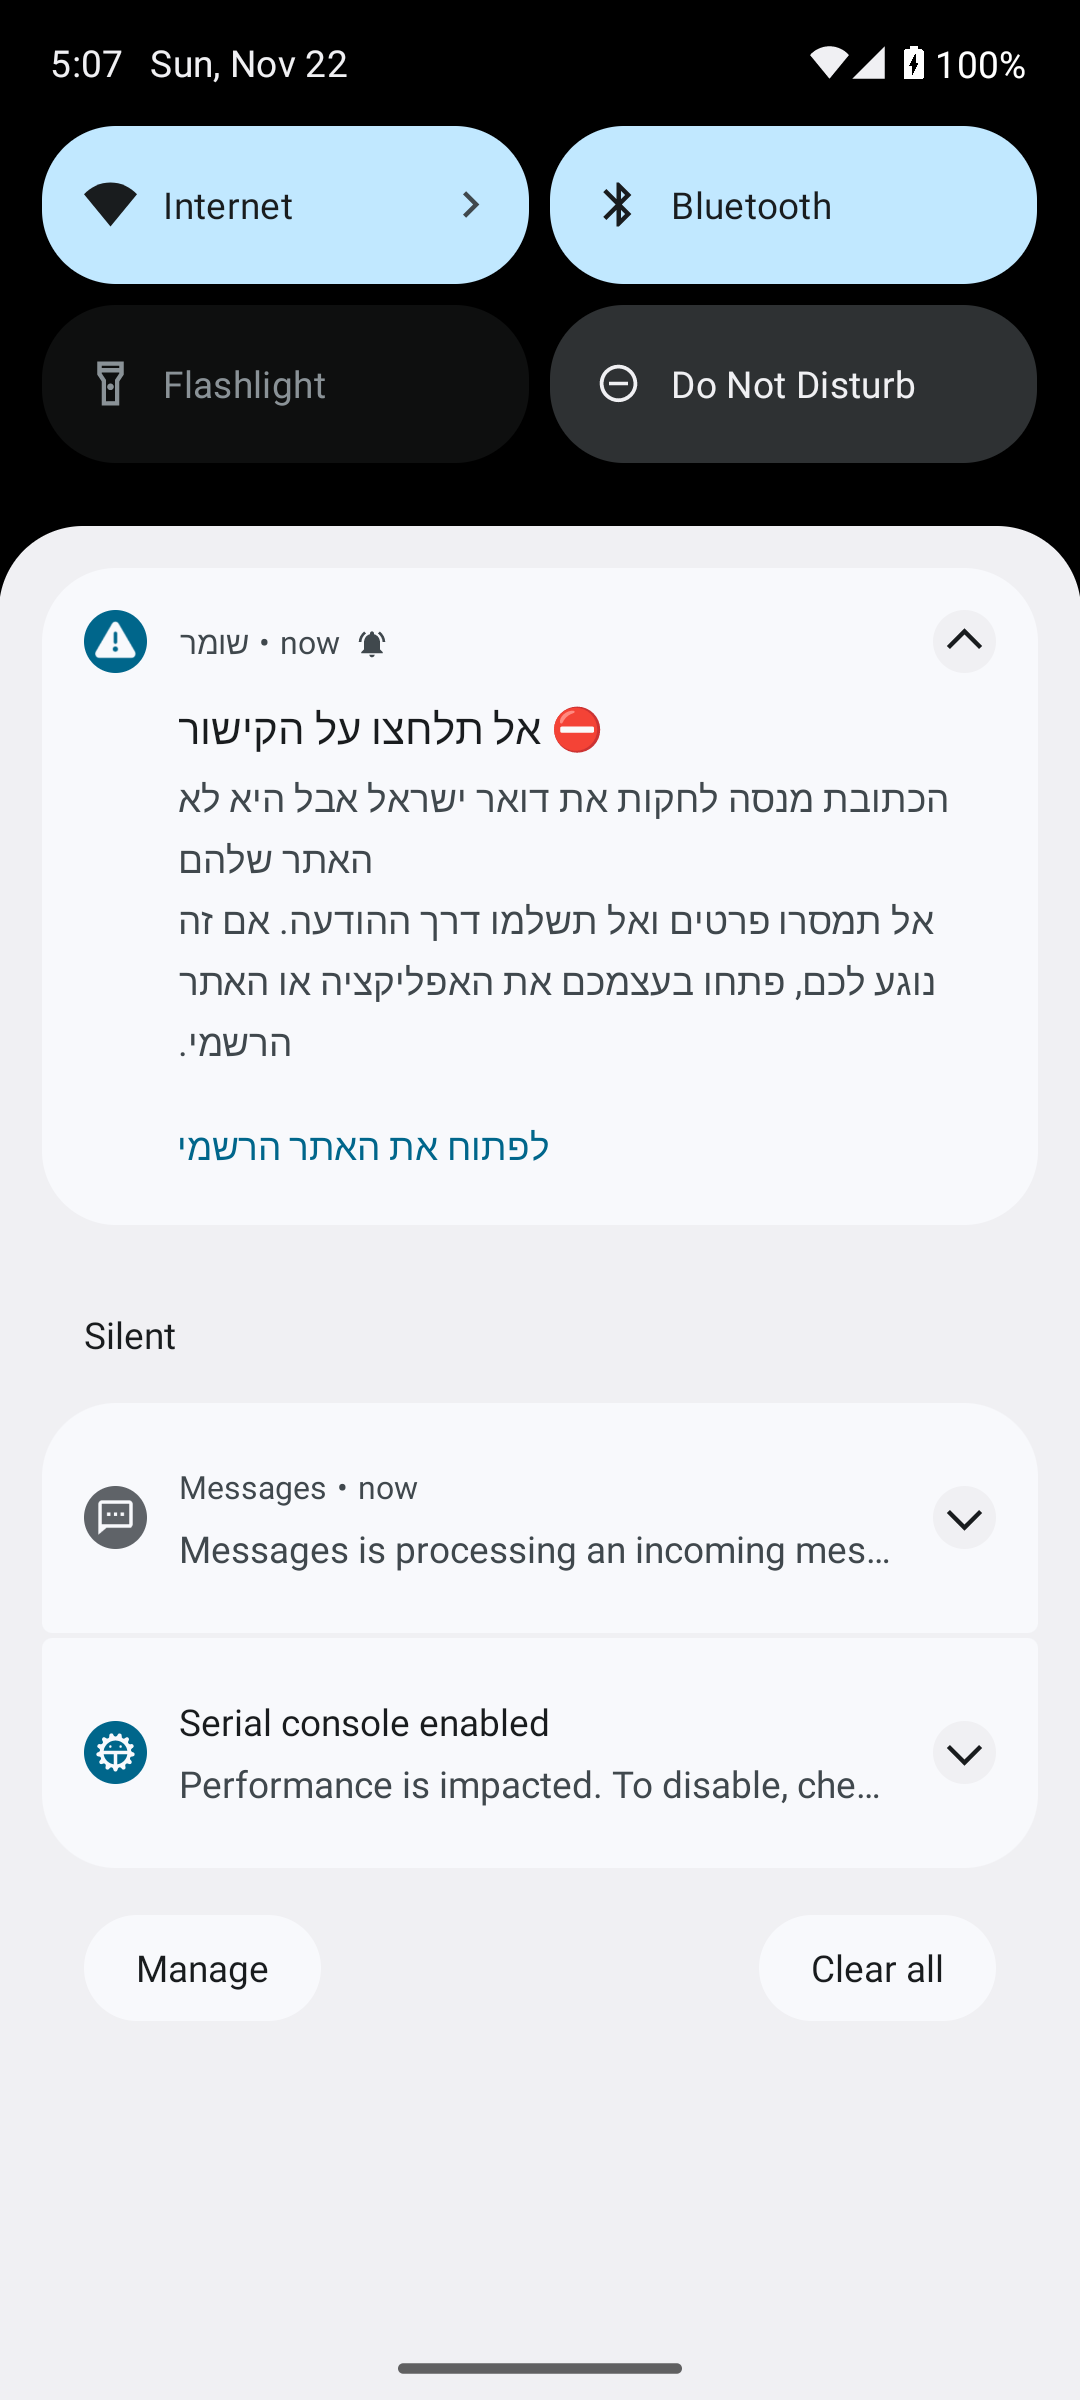 5:07 Sun, Nov 22 100%
Internet
Bluetooth
Flashlight
Do Not Disturb
שומר • now
⛔ אל תלחצו על הקישור
הכתובת מנסה לחקות את דואר ישראל אבל היא לא
האתר שלהם
אל תמסרו פרטים ואל תשלמו דרך ההודעה. אם זה
נוגע לכם, פתחו בעצמכם את האפליקציה או האתר
הרשמי.
לפתוח את האתר הרשמי
Silent
Messages • now
Messages is processing an incoming mes…
Serial console enabled
Performance is impacted. To disable, che…
Manage
Clear all